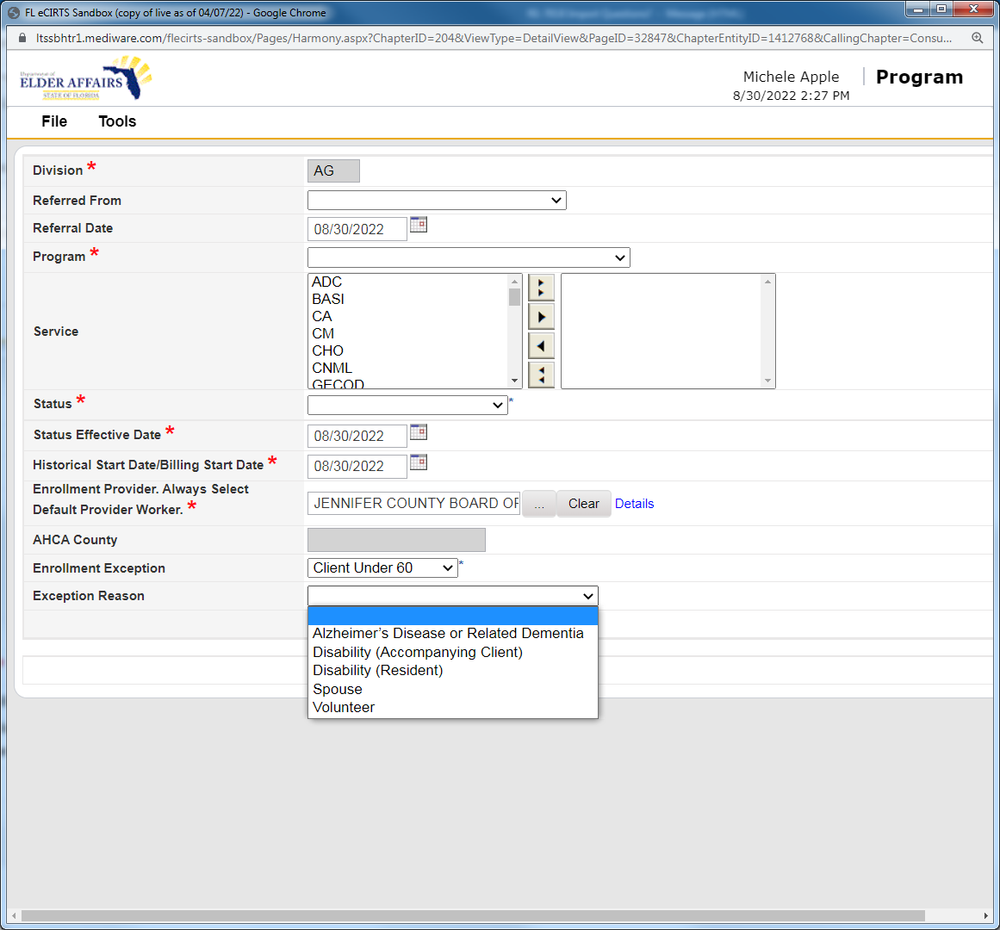 FL eCIRTS Sandbox (copy of live as of 04/07/22) - Google Chrome
ltssbhtr1.mediware.com/flecirts-sandbox/Pages/Harmony.aspx?ChapterID=204&ViewType=DetailView&PageID=32847&ChapterEntityID=1412768&CallingChapter=Consu...
Department of
ELDER AFFAIRS
STATE OF FLORIDA
Michele Apple
8/30/2022 2:27 PM
Program
File Tools
Division * AG
Referred From
Referral Date 08/30/2022
Program *
Service
ADC
BASI
CA
CM
CHO
CNML
GECOD
Status * *
Status Effective Date * 08/30/2022
Historical Start Date/Billing Start Date * 08/30/2022
Enrollment Provider. Always Select
Default Provider Worker. * JENNIFER COUNTY BOARD OF ... Clear Details
AHCA County
Enrollment Exception Client Under 60 *
Exception Reason
Alzheimer’s Disease or Related Dementia
Disability (Accompanying Client)
Disability (Resident)
Spouse
Volunteer